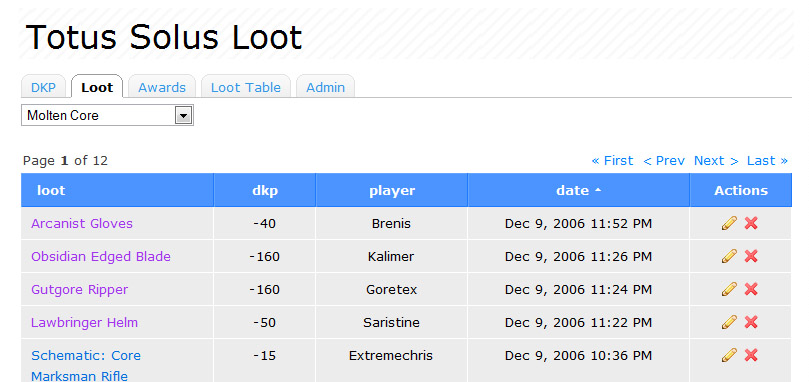 Totus Solus Loot
DKP Loot Awards Loot Table Admin
Molten Core
Page 1 of 12 « First < Prev Next > Last »
loot dkp player date Actions
Arcanist Gloves -40 Brenis Dec 9, 2006 11:52 PM
Obsidian Edged Blade -160 Kalimer Dec 9, 2006 11:26 PM
Gutgore Ripper -160 Goretex Dec 9, 2006 11:24 PM
Lawbringer Helm -50 Saristine Dec 9, 2006 11:22 PM
Schematic: Core -15 Extremechris Dec 9, 2006 10:36 PM
Marksman Rifle